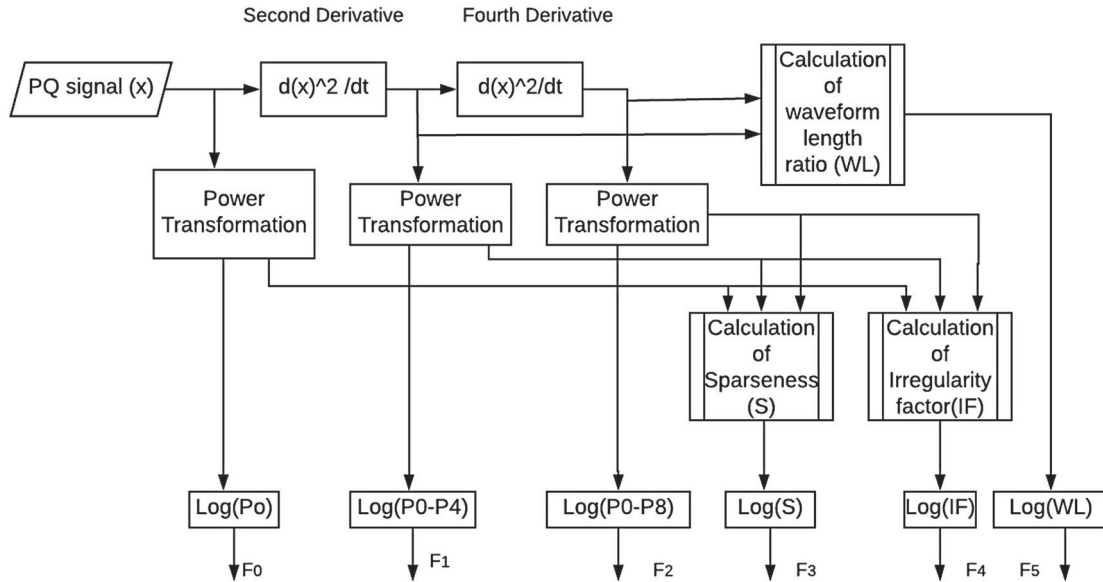 Second Derivative
Fourth Derivative
PQ signal (x)
d(x)^2 /dt
d(x)^2/dt
Calculation
of
waveform
length
ratio (WL)
Power
Transformation
Power
Transformation
Power
Transformation
Calculation
of
Sparseness
(S)
Calculation
of
Irregularity
factor(IF)
Log(Po)
Log(P0-P4)
Log(P0-P8)
Log(S)
Log(IF)
Log(WL)
F0
F1
F2
F3
F4
F5